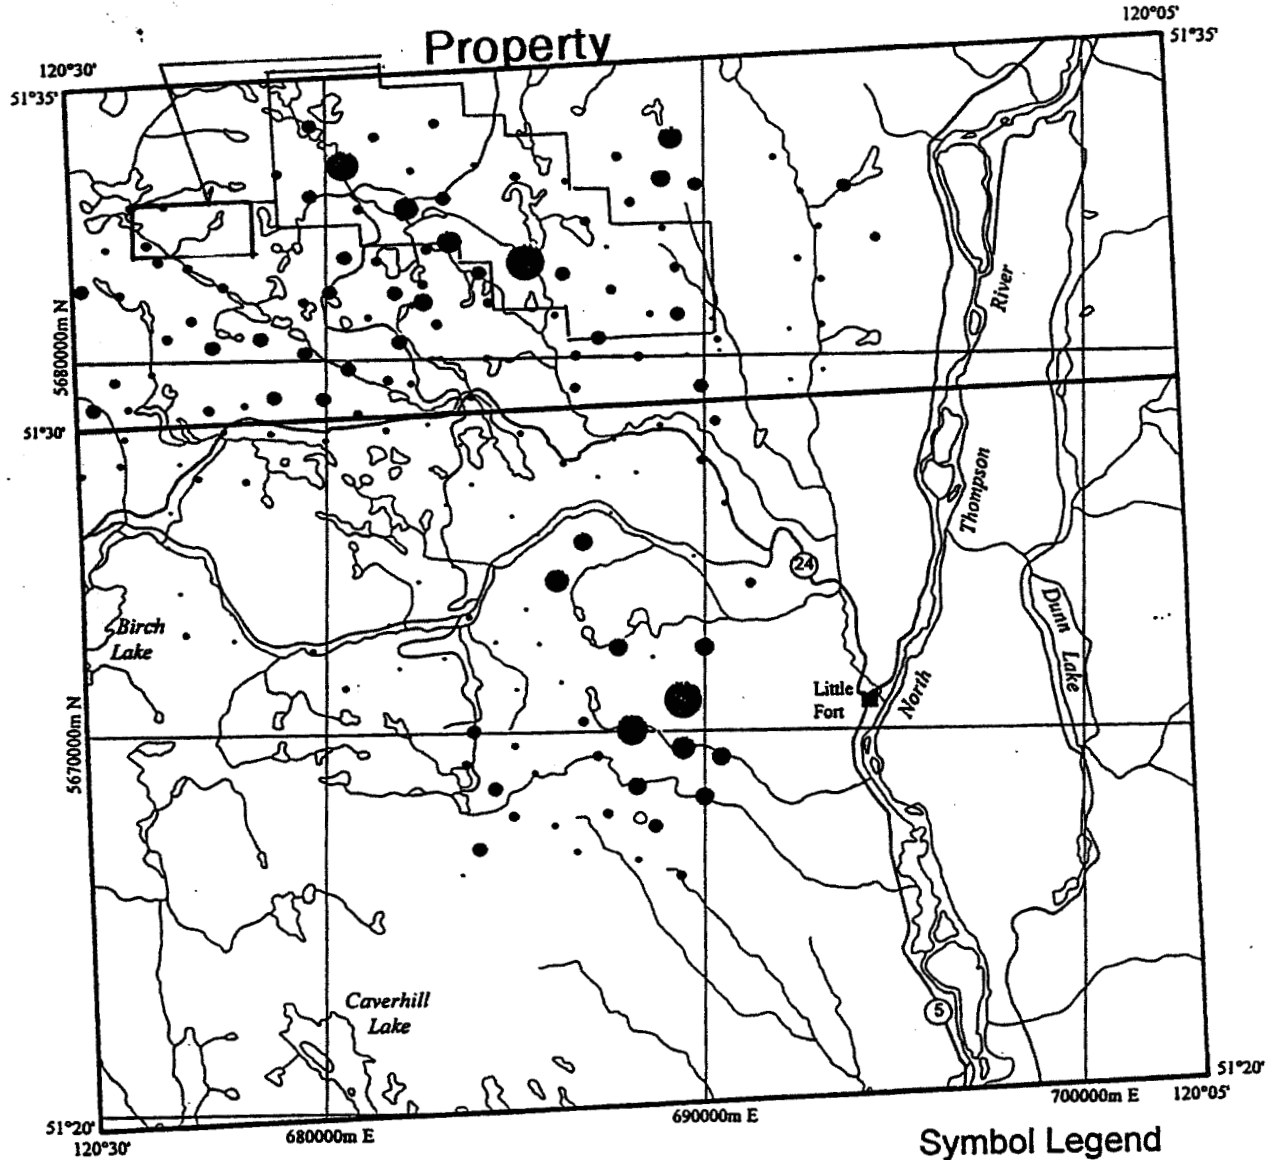 Property
120°05'
51°35'
120°30'
51°35'
River
5680000m N
51°30'
Thompson
24
Dunn
Lake
Birch
Lake
Little
Fort
North
5670000m N
Caverhill
Lake
5
51°20'
120°05'
700000m E
690000m E
680000m E
51°20'
120°30'
Symbol Legend